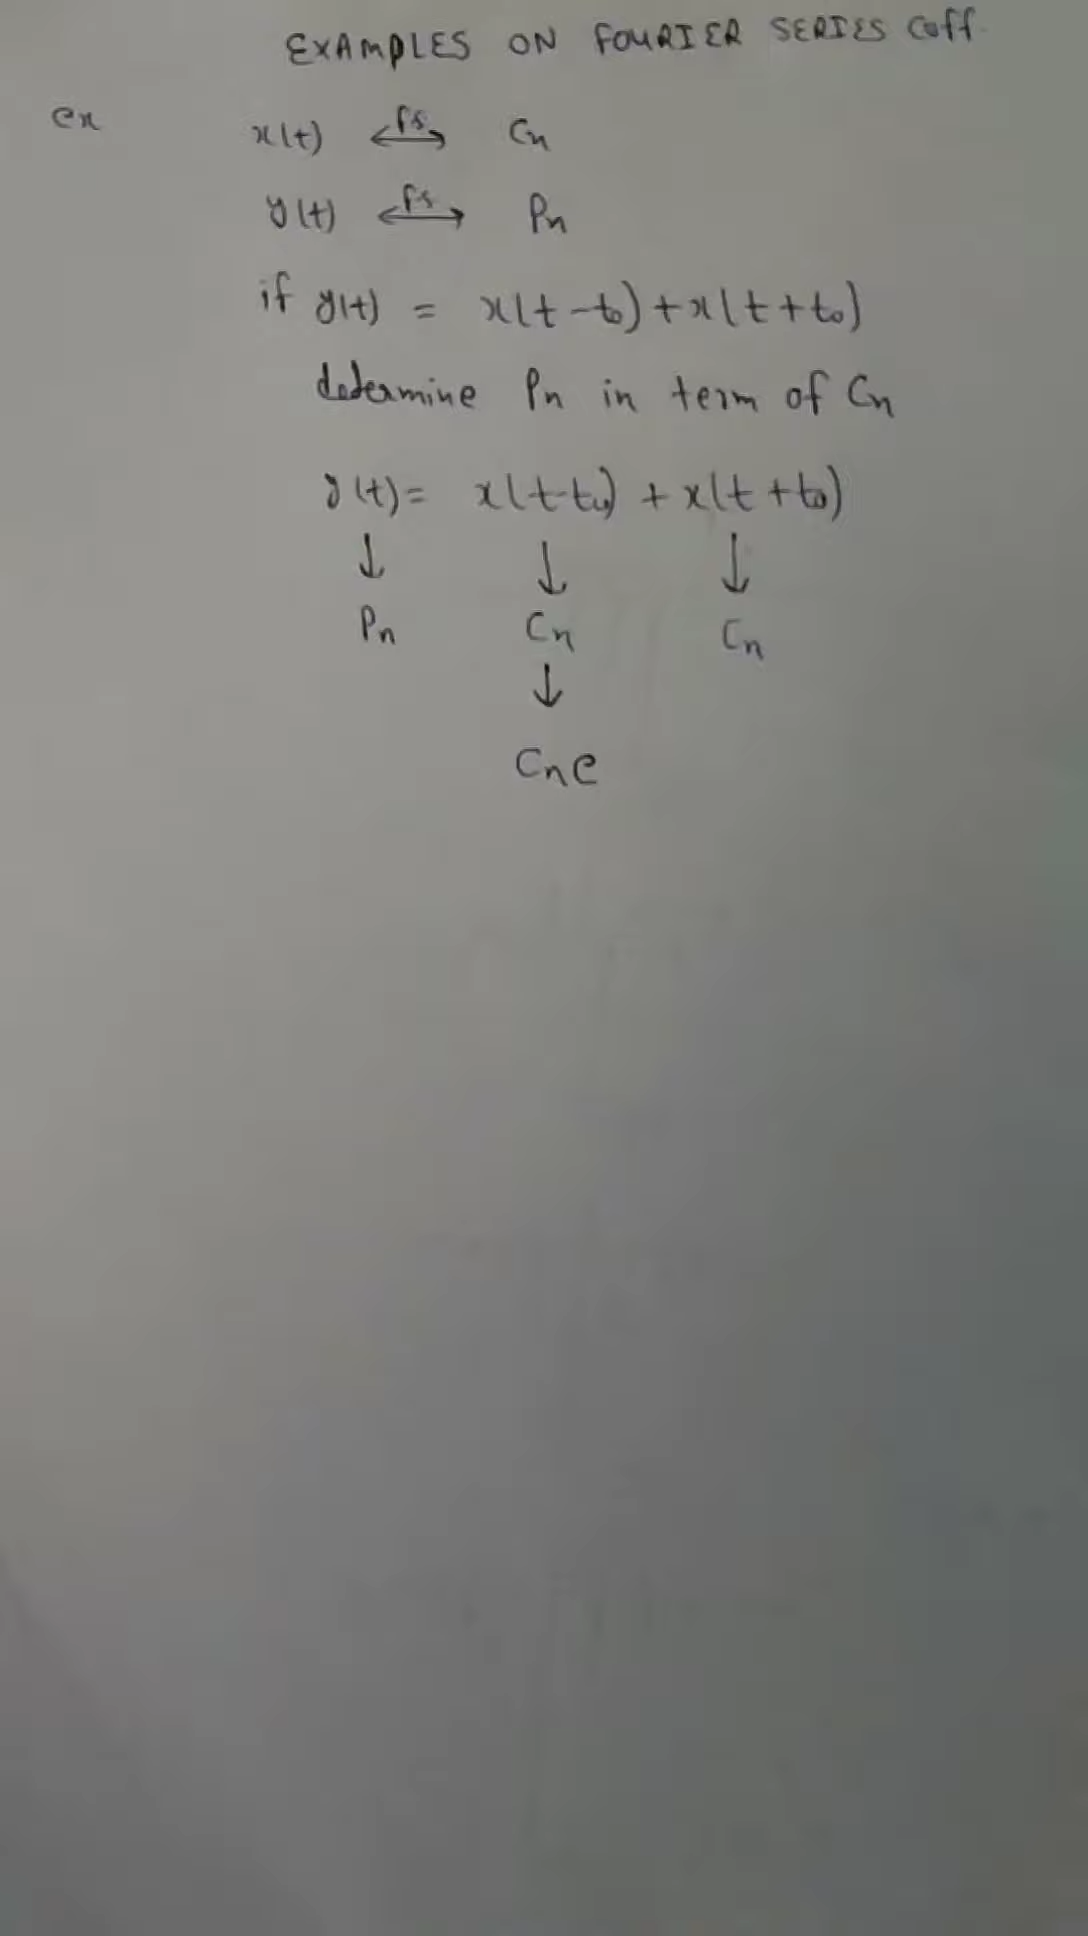 EXAMPLES ON FOURIER SERIES Coff.
ex x(t) <-fs-> Cn
y(t) <-fs-> Pn
if y(t) = x(t-t₀) + x(t+t₀)
determine Pn in term of Cn
y(t) = x(t-t₀) + x(t+t₀)
↓ ↓ ↓
Pn Cn Cn
↓
Cne